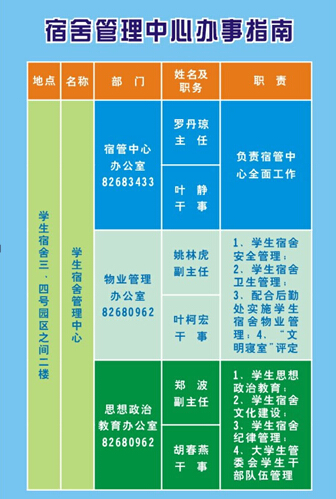 宿舍管理中心办事指南
地点
名称
部 门
姓名及
职务
职 责
学生宿舍三·四号园区之间二楼
学生宿舍管理中心
宿管中心
办公室
82683433
罗丹琼
主 任
叶 静
干 事
负责宿管中
心全面工作
物业管理
办公室
82680962
姚林虎
副主任
叶柯宏
干 事
1、学生宿舍
安全管理;
2、学生宿舍
卫生管理;
3、配合后勤
处实施学生
宿舍物业管
理;4、“文
明寝室”评定
思想政治
教育办公室
82680962
郑 波
副主任
胡春燕
干 事
1、学生思想
政治教育;
2、学生宿舍
文化建设;
3、学生宿舍
纪律管理;
4、大学生管
委会学生干
部队伍管理